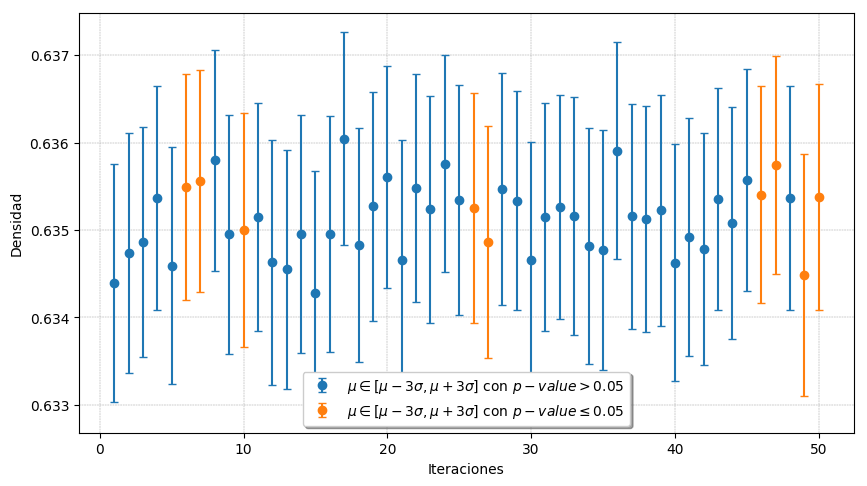 0.637
0.636
0.635
0.634
0.633
Densidad
μ ∈ [μ − 3σ, μ + 3σ] con p − value > 0.05
μ ∈ [μ − 3σ, μ + 3σ] con p − value ≤ 0.05
0 10 20 30 40 50
Iteraciones